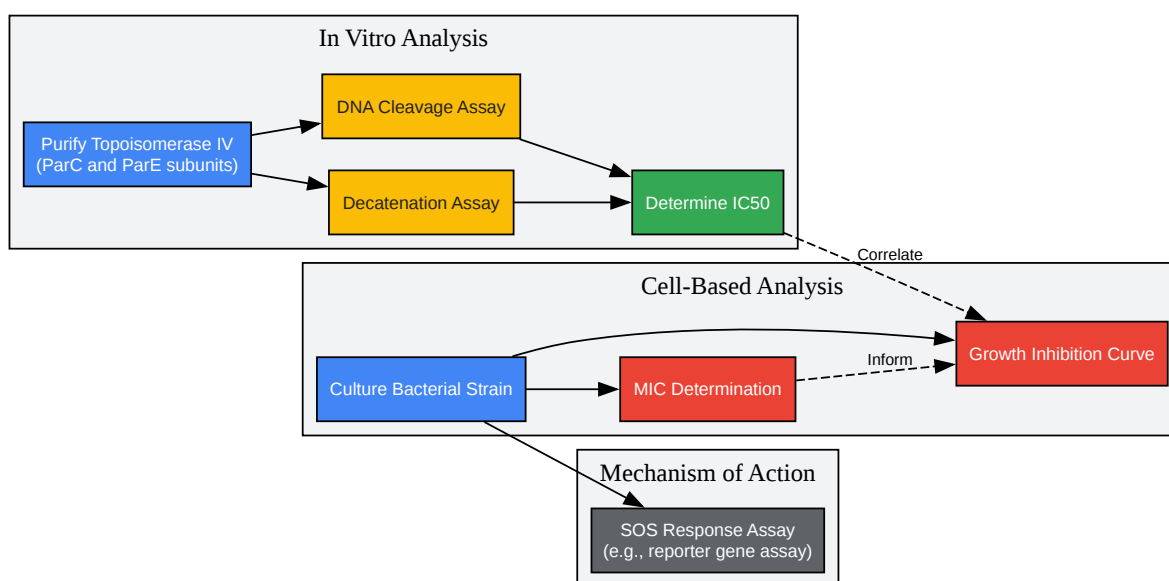 In Vitro Analysis
DNA Cleavage Assay
Purify Topoisomerase IV
(ParC and ParE subunits)
Decatenation Assay
Determine IC50
Correlate
Cell-Based Analysis
Growth Inhibition Curve
Inform
Culture Bacterial Strain
MIC Determination
Mechanism of Action
SOS Response Assay
(e.g., reporter gene assay)